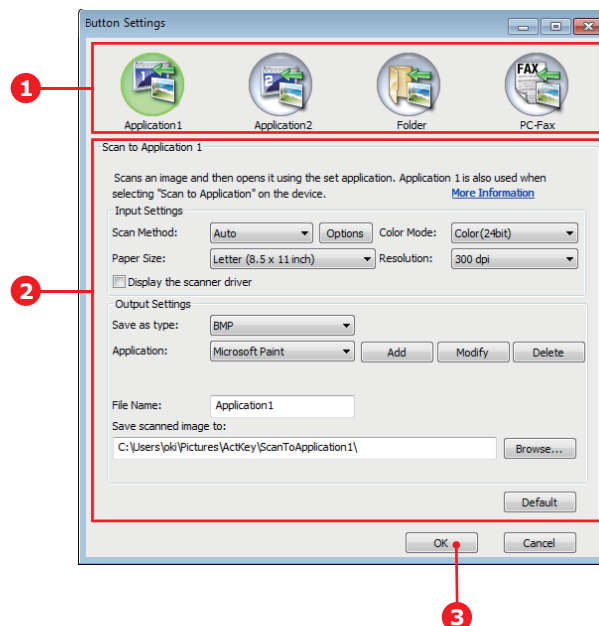 Button Settings
1
2
FAX
Application1 Application2 Folder PC-Fax
2
Scan to Application 1
Scans an image and then opens it using the set application. Application 1 is also used when
selecting "Scan to Application" on the device. More Information
Input Settings
Scan Method: Auto Options Color Mode: Color(24bit)
Paper Size: Letter (8.5 x 11 inch) Resolution: 300 dpi
Display the scanner driver
Output Settings
Save as type: BMP
Application: Microsoft Paint Add Modify Delete
File Name: Application1
Save scanned image to:
C:\Users\oki\Pictures\ActKey\ScanToApplication1\ Browse...
Default
OK Cancel
3